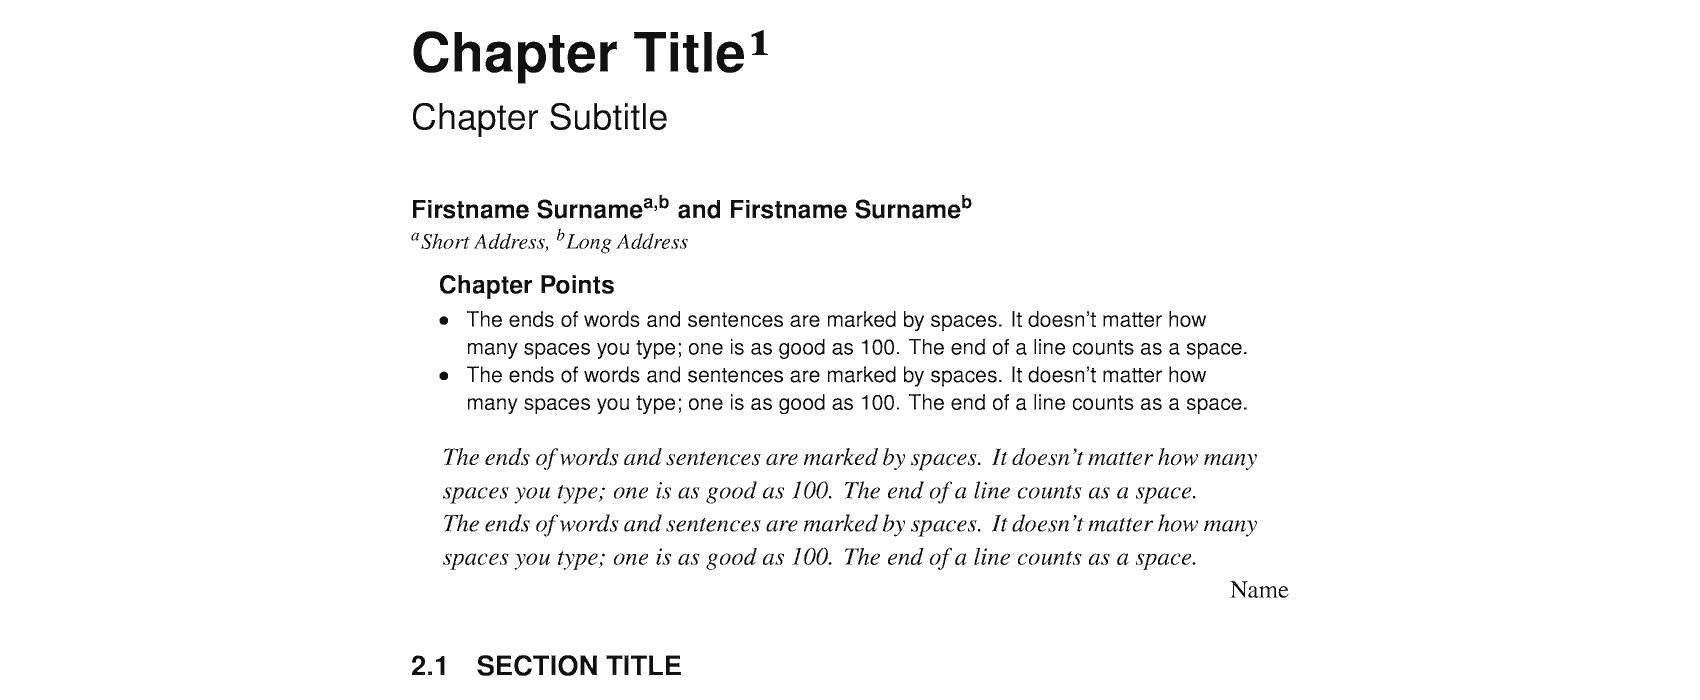 Chapter Title¹
Chapter Subtitle
Firstname Surnameᵃ,ᵇ and Firstname Surnameᵇ
ᵃShort Address, ᵇLong Address
Chapter Points
• The ends of words and sentences are marked by spaces. It doesn't matter how
many spaces you type; one is as good as 100. The end of a line counts as a space.
• The ends of words and sentences are marked by spaces. It doesn't matter how
many spaces you type; one is as good as 100. The end of a line counts as a space.
The ends of words and sentences are marked by spaces. It doesn't matter how many
spaces you type; one is as good as 100. The end of a line counts as a space.
The ends of words and sentences are marked by spaces. It doesn't matter how many
spaces you type; one is as good as 100. The end of a line counts as a space.
Name
2.1 SECTION TITLE